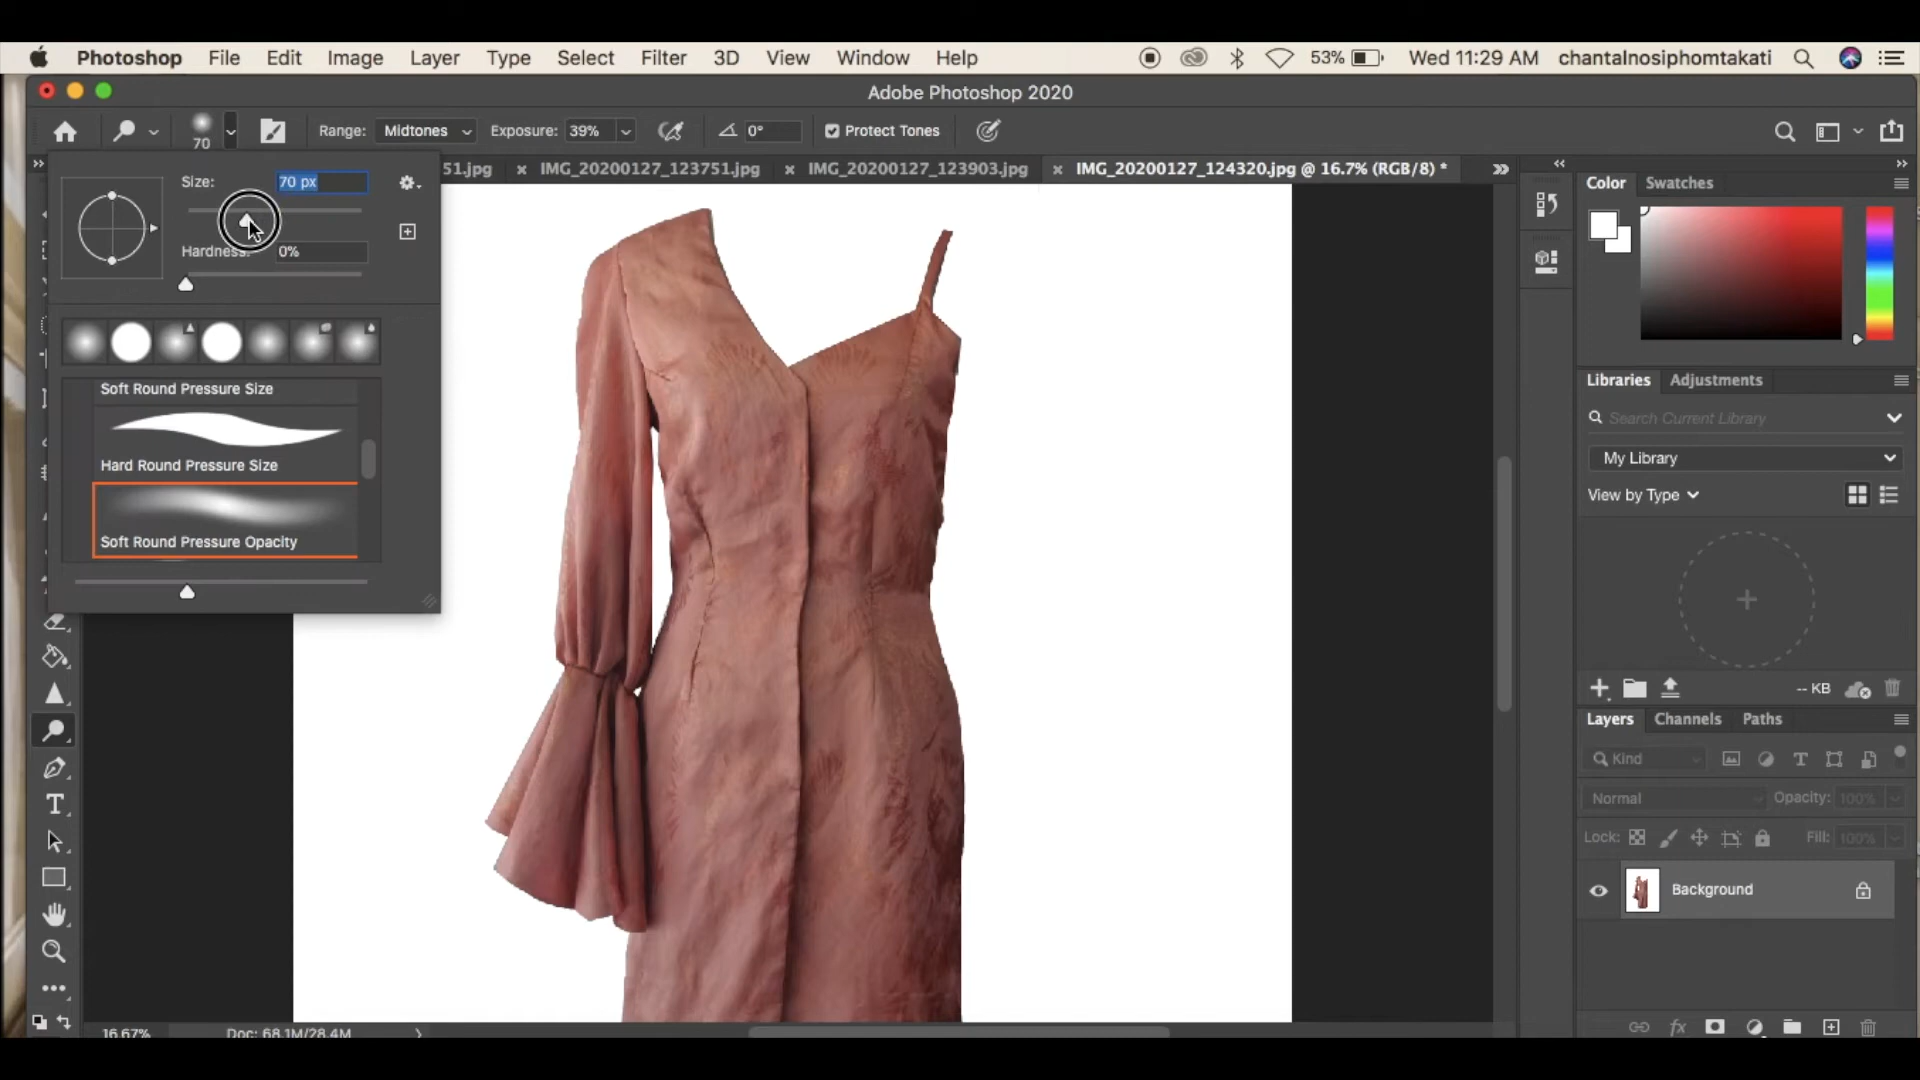 Photoshop File Edit Image Layer Type Select Filter 3D View Window Help 53% Wed 11:29 AM chantalnosiphomtakati
Adobe Photoshop 2020
70 Range: Midtones Exposure: 39% 0° Protect Tones
51.jpg IMG_20200127_123751.jpg IMG_20200127_123903.jpg IMG_20200127_124320.jpg @ 16.7% (RGB/8) *
Size: 70 px
Hardness: 0%
Soft Round Pressure Size
Hard Round Pressure Size
Soft Round Pressure Opacity
16.67% Doc: 68.1M/28.4M
Color Swatches
Libraries Adjustments
Search Current Library
My Library
View by Type
-- KB
Layers Channels Paths
Kind
Normal Opacity: 100%
Lock: Fill: 100%
Background
fx